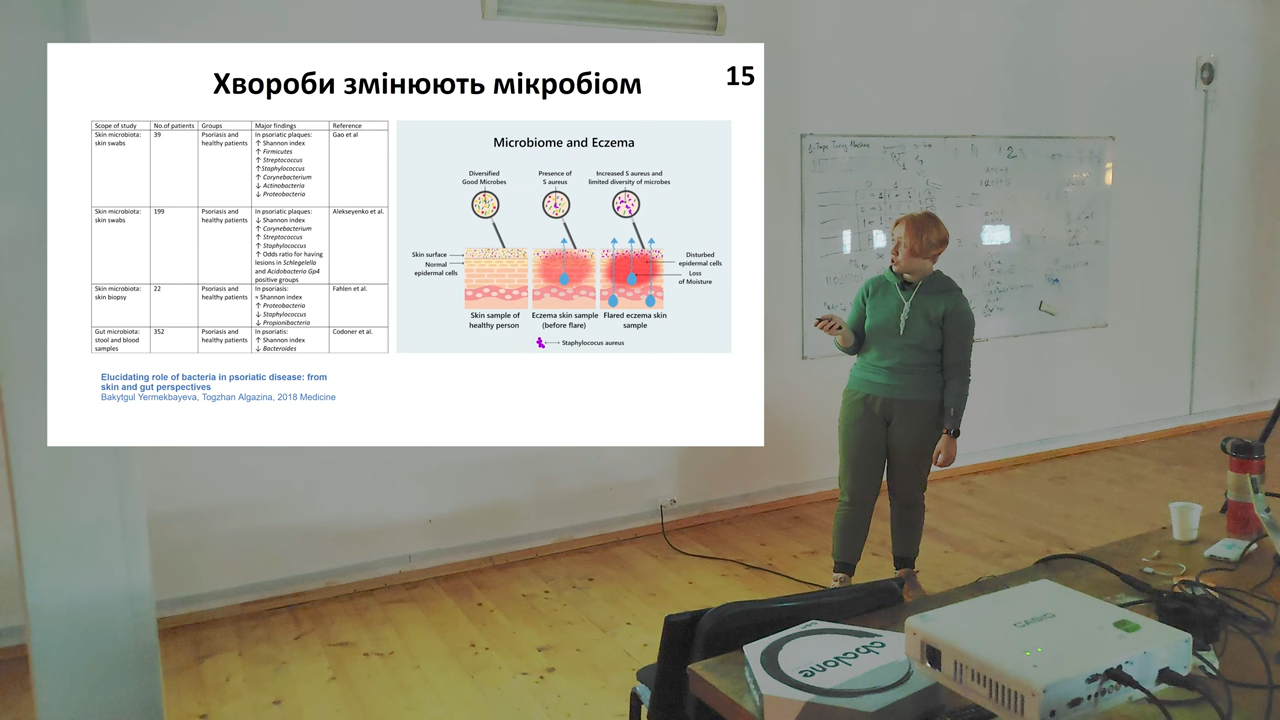 Хвороби змінюють мікробіом
15
Scope of study No.of patients Groups Major findings Reference
Skin microbiota: 39 Psoriasis and In psoriatic plaques: Gao et al
skin swabs healthy patients ↑ Shannon index
↑ Firmicutes
↑ Streptococcus
↑Staphylococcus
↑ Corynebacterium
↓ Actinobacteria
↓ Proteobacteria
Skin microbiota: 199 Psoriasis and In psoriatic plaques: Alekseyenko et al.
skin swabs healthy patients ↓ Shannon index
↑ Corynebacterium
↑ Streptococcus
↑ Staphylococcus
↑ Odds ratio for having
lesions in Schlegelella
and Acidobacteria Gp4
positive groups
Skin microbiota: 22 Psoriasis and In psoriasis: Fahlen et al.
skin biopsy healthy patients ≈ Shannon index
↑ Proteobacteria
↓ Staphylococcus
↓ Propionibacteria
Gut microbiota: 352 Psoriasis and In psoriatis: Codoner et al.
stool and blood healthy patients ↑ Shannon index
samples ↓ Bacteroides
Elucidating role of bacteria in psoriatic disease: from
skin and gut perspectives
Bakytgul Yermekbayeva, Togzhan Algazina, 2018 Medicine
Microbiome and Eczema
Diversified
Good Microbes
Presence of
S aureus
Increased S aureus and
limited diversity of microbes
Skin surface
Normal
epidermal cells
Disturbed
epidermal cells
Loss
of Moisture
Skin sample of
healthy person
Eczema skin sample
(before flare)
Flared eczema skin
sample
Staphylococus aureus
Tape Turing Machine
2
CASIO
abalone